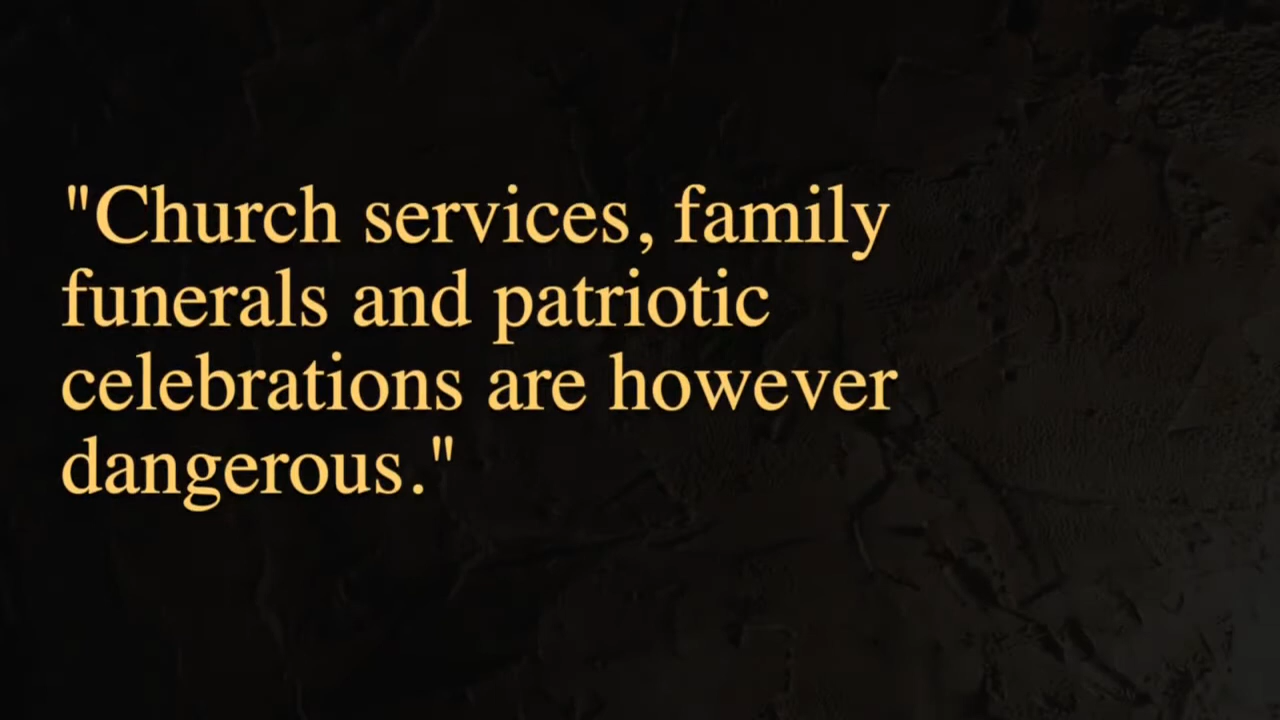 "Church services, family
funerals and patriotic
celebrations are however
dangerous."